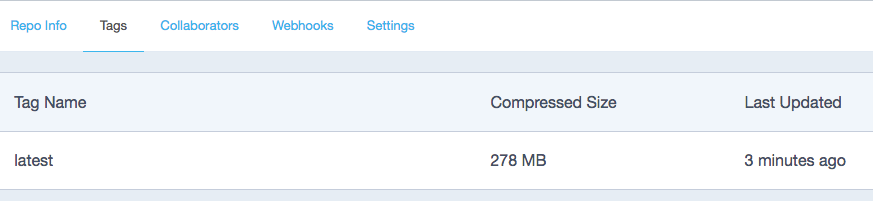 Repo Info Tags Collaborators Webhooks Settings
Tag Name Compressed Size Last Updated
latest 278 MB 3 minutes ago